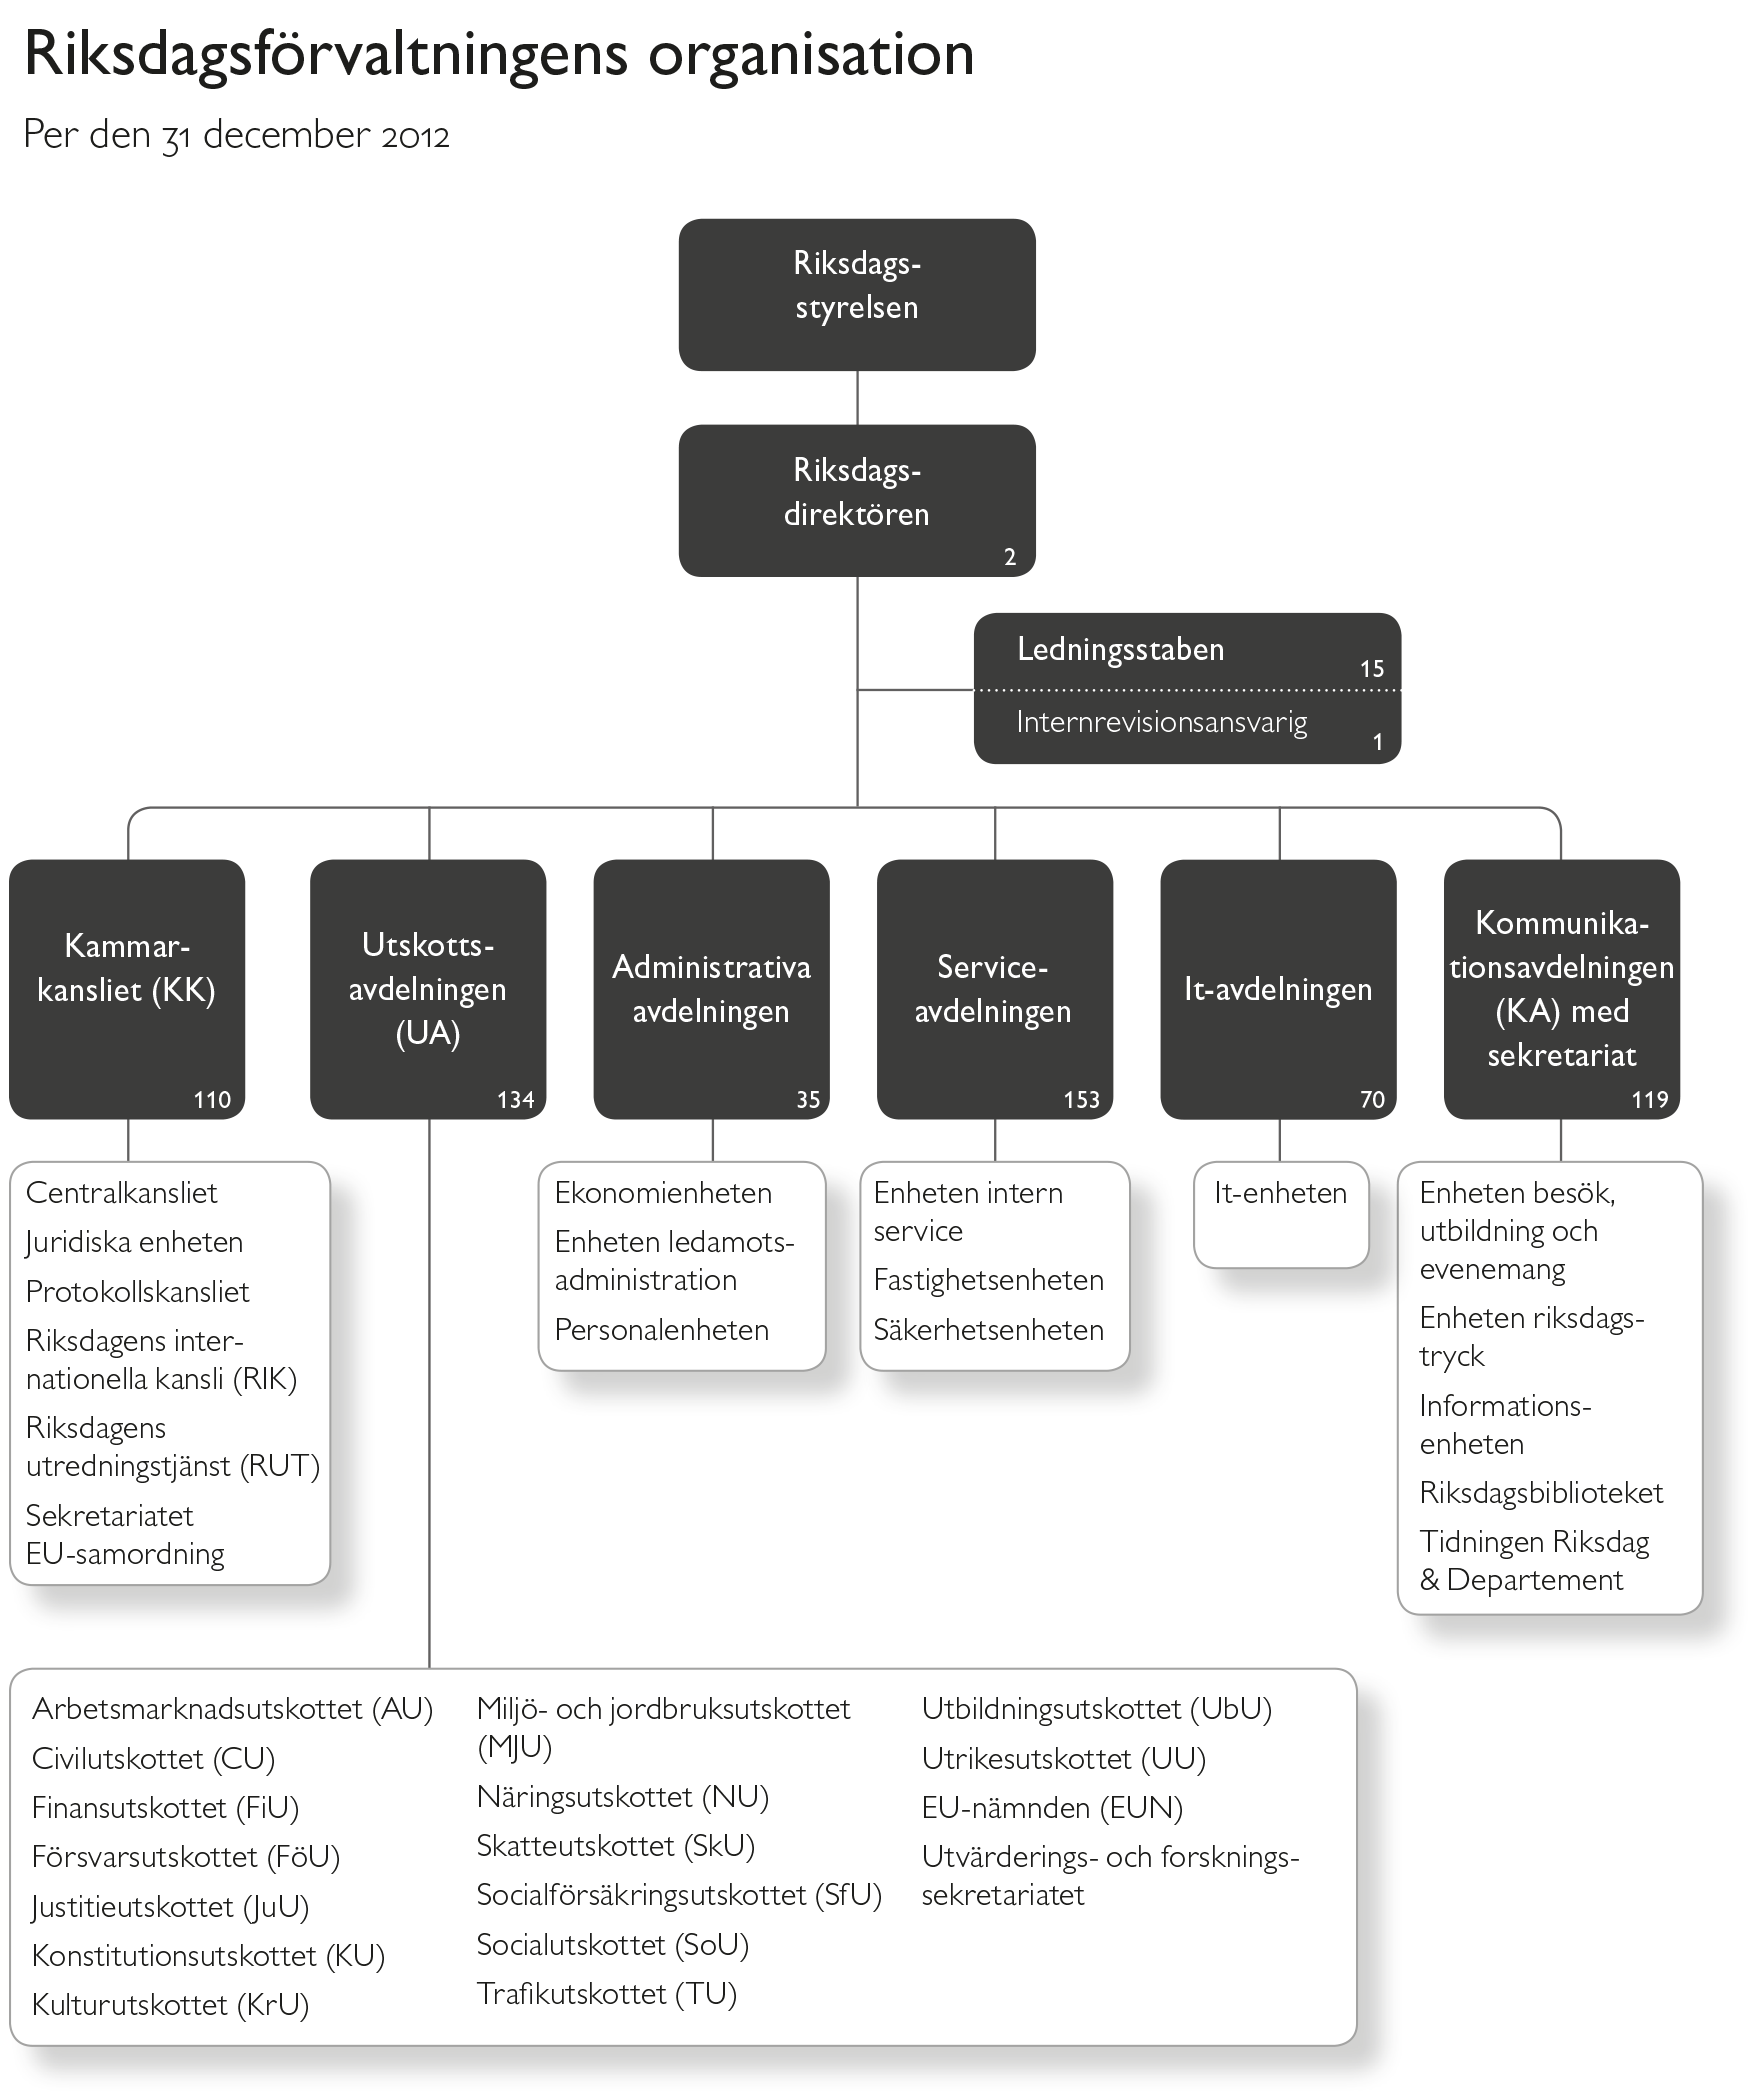 Riksdagsförvaltningens organisation
Per den 31 december 2012
Riksdags-
styrelsen
Riksdags-
direktören
2
Ledningsstaben
15
Internrevisionsansvarig
1
Kammar-
kansliet (KK)
110
Utskotts-
avdelningen
(UA)
134
Administrativa
avdelningen
35
Service-
avdelningen
153
It-avdelningen
70
Kommunika-
tionsavdelningen
(KA) med
sekretariat
119
Centralkansliet
Juridiska enheten
Protokollskansliet
Riksdagens inter-
nationella kansli (RIK)
Riksdagens
utredningstjänst (RUT)
Sekretariatet
EU-samordning
Ekonomienheten
Enheten ledamots-
administration
Personalenheten
Enheten intern
service
Fastighetsenheten
Säkerhetsenheten
It-enheten
Enheten besök,
utbildning och
evenemang
Enheten riksdags-
tryck
Informations-
enheten
Riksdagsbiblioteket
Tidningen Riksdag
& Departement
Arbetsmarknadsutskottet (AU)
Civilutskottet (CU)
Finansutskottet (FiU)
Försvarsutskottet (FöU)
Justitieutskottet (JuU)
Konstitutionsutskottet (KU)
Kulturutskottet (KrU)
Miljö- och jordbruksutskottet
(MJU)
Näringsutskottet (NU)
Skatteutskottet (SkU)
Socialförsäkringsutskottet (SfU)
Socialutskottet (SoU)
Trafikutskottet (TU)
Utbildningsutskottet (UbU)
Utrikesutskottet (UU)
EU-nämnden (EUN)
Utvärderings- och forsknings-
sekretariatet